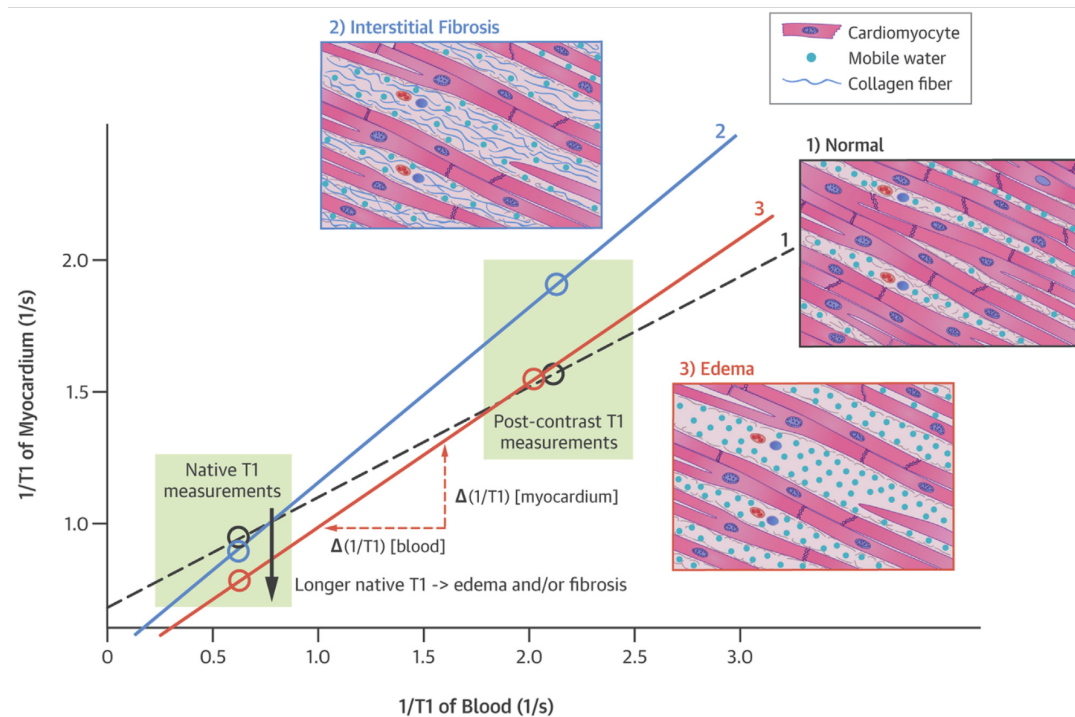 2) Interstitial Fibrosis
Cardiomyocyte
Mobile water
Collagen fiber
2
1) Normal
3
1
2.0
1.5
1.0
1/T1 of Myocardium (1/s)
Native T1
measurements
Post-contrast T1
measurements
3) Edema
Δ(1/T1) [myocardium]
Δ(1/T1) [blood]
Longer native T1 -> edema and/or fibrosis
0
0.5
1.0
1.5
2.0
2.5
3.0
1/T1 of Blood (1/s)